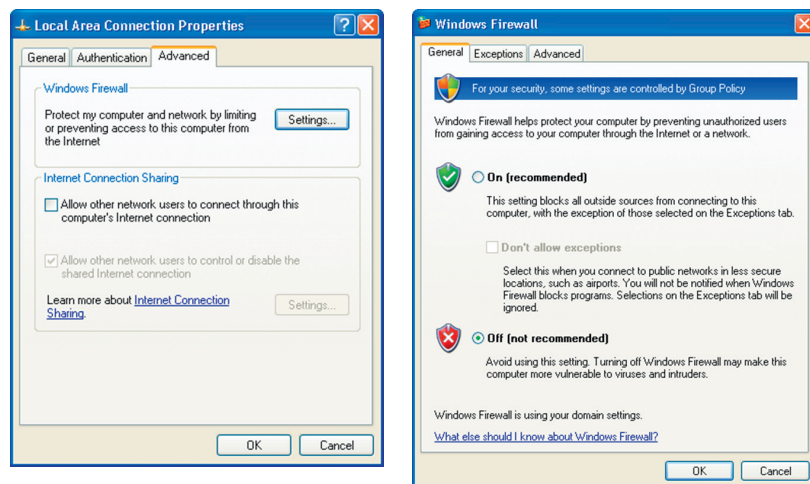 Local Area Connection Properties
General Authentication Advanced
Windows Firewall
Protect my computer and network by limiting
or preventing access to this computer from
the Internet
Settings...
Internet Connection Sharing
Allow other network users to connect through this
computer's Internet connection
Allow other network users to control or disable the
shared Internet connection
Learn more about Internet Connection
Sharing.
Settings...
OK Cancel
Windows Firewall
General Exceptions Advanced
For your security, some settings are controlled by Group Policy
Windows Firewall helps protect your computer by preventing unauthorized users
from gaining access to your computer through the Internet or a network.
On (recommended)
This setting blocks all outside sources from connecting to this
computer, with the exception of those selected on the Exceptions tab.
Don't allow exceptions
Select this when you connect to public networks in less secure
locations, such as airports. You will not be notified when Windows
Firewall blocks programs. Selections on the Exceptions tab will be
ignored.
Off (not recommended)
Avoid using this setting. Turning off Windows Firewall may make this
computer more vulnerable to viruses and intruders.
Windows Firewall is using your domain settings.
What else should I know about Windows Firewall?
OK Cancel